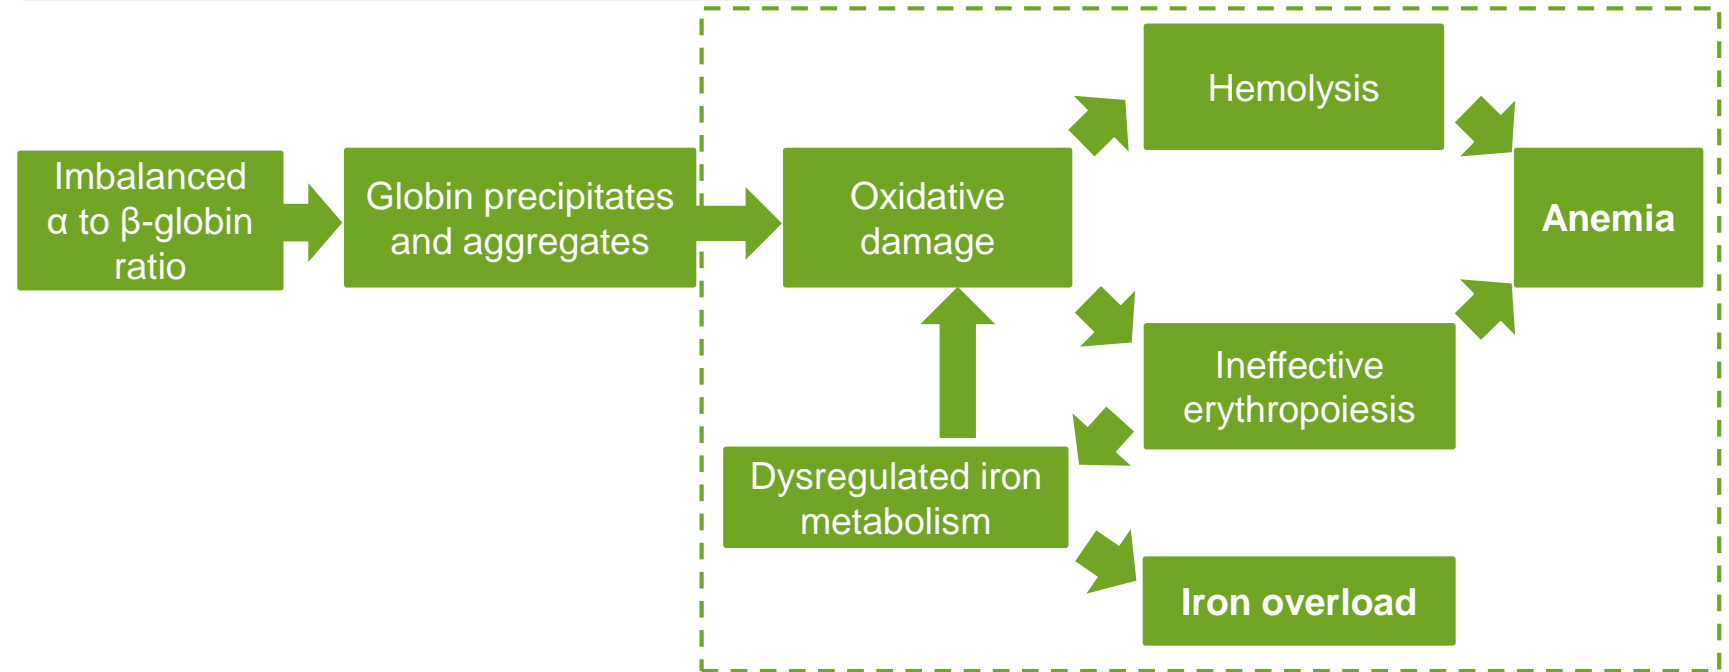 Imbalanced
α to β-globin
ratio
Globin precipitates
and aggregates
Oxidative
damage
Hemolysis
Anemia
Ineffective
erythropoiesis
Dysregulated iron
metabolism
Iron overload